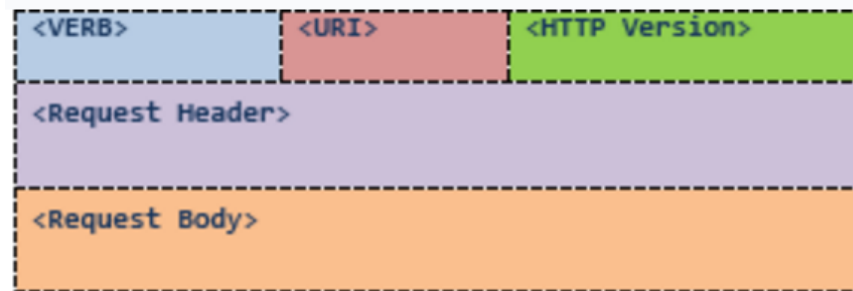 <VERB> <URI> <HTTP Version>
<Request Header>
<Request Body>